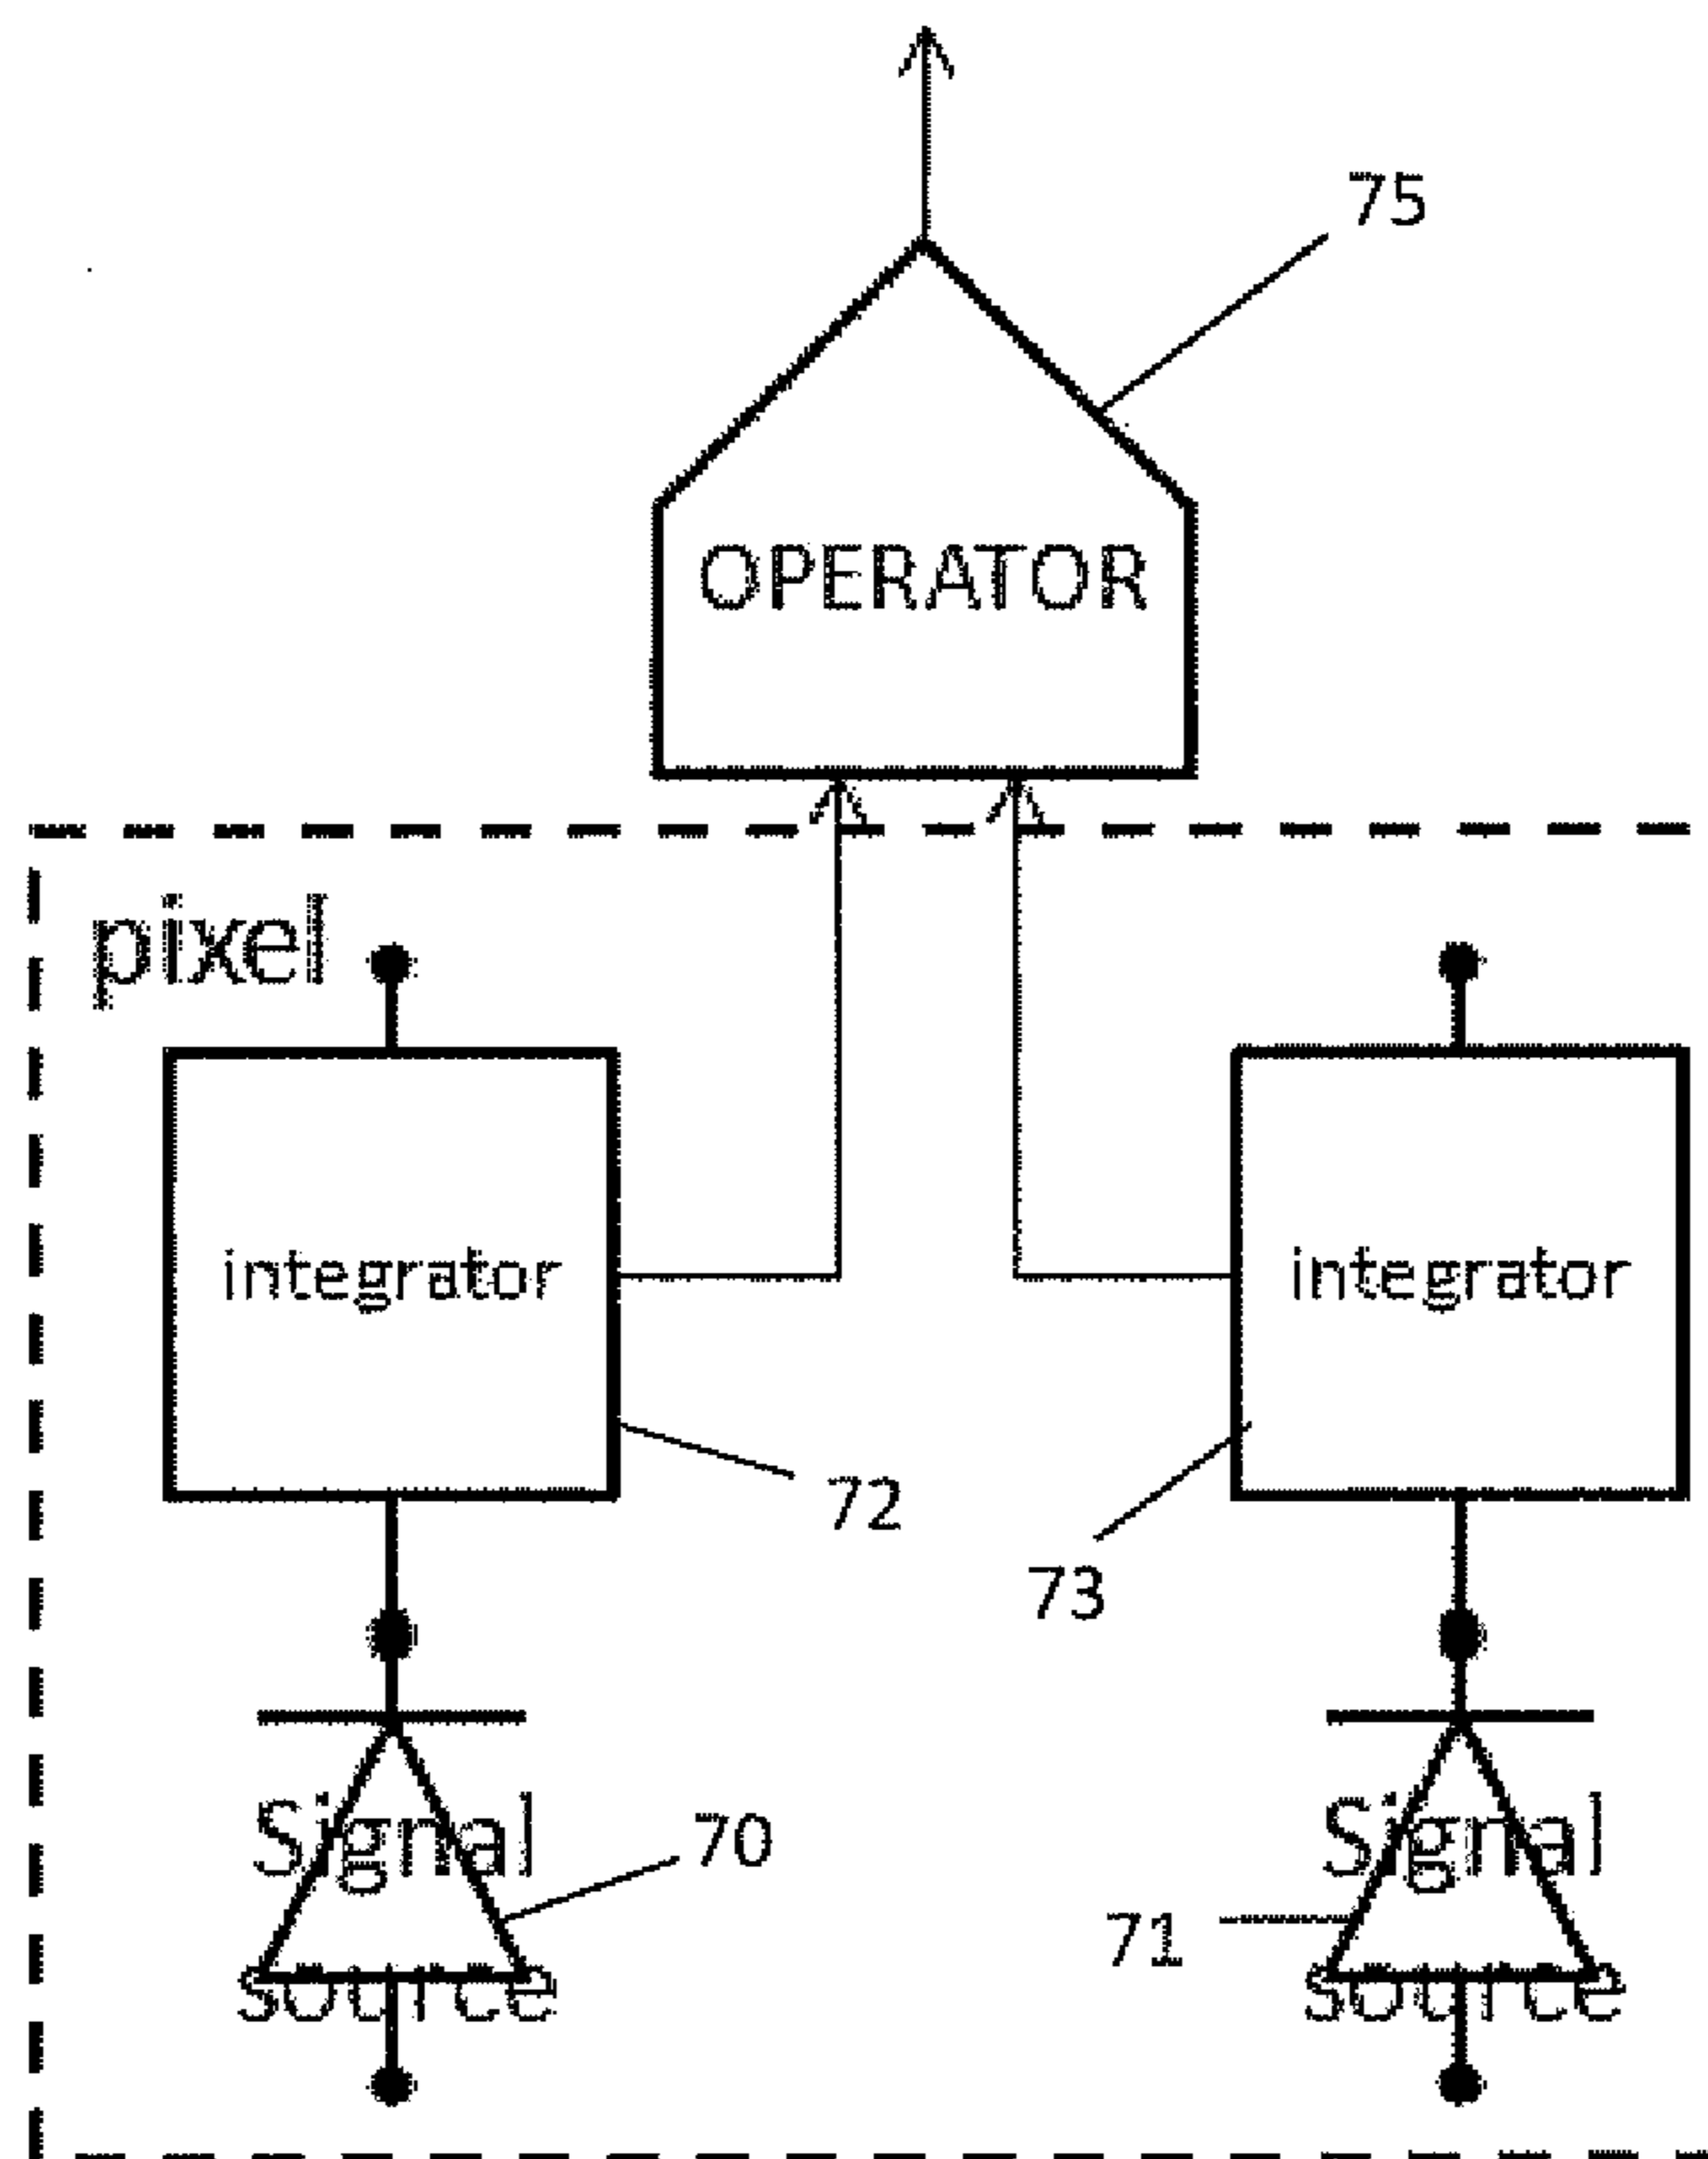 75
OPERATOR
pixel
integrator
integrator
72
73
Signal
source
70
Signal
source
71